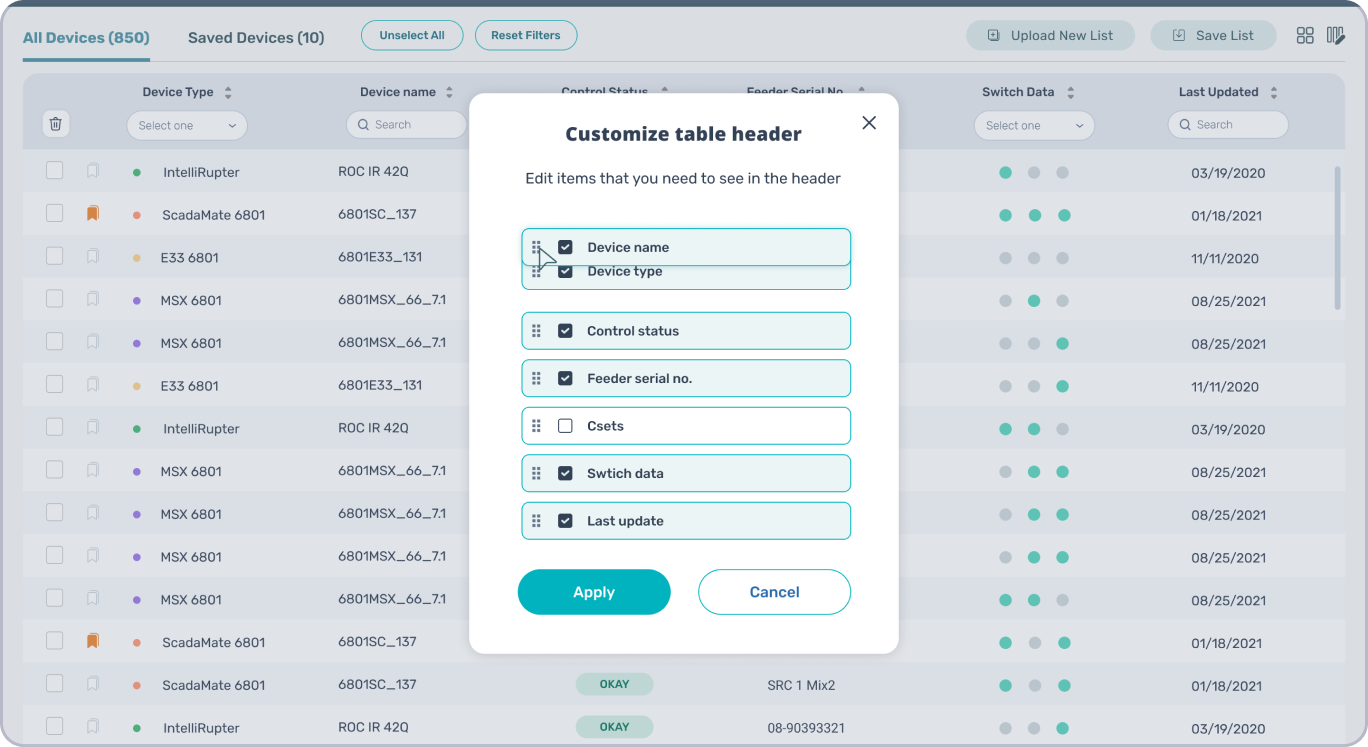 All Devices (850) Saved Devices (10) Unselect All Reset Filters Upload New List Save List
Device Type Device name Control Status Feeder Serial No. Switch Data Last Updated
Select one Search Select one Search
Customize table header
Edit items that you need to see in the header
Device name
Device type
Control status
Feeder serial no.
Csets
Swtich data
Last update
Apply Cancel
IntelliRupter ROC IR 42Q 03/19/2020
ScadaMate 6801 6801SC_137 01/18/2021
E33 6801 6801E33_131 11/11/2020
MSX 6801 6801MSX_66_7.1 08/25/2021
MSX 6801 6801MSX_66_7.1 08/25/2021
E33 6801 6801E33_131 11/11/2020
IntelliRupter ROC IR 42Q 03/19/2020
MSX 6801 6801MSX_66_7.1 08/25/2021
MSX 6801 6801MSX_66_7.1 08/25/2021
MSX 6801 6801MSX_66_7.1 08/25/2021
MSX 6801 6801MSX_66_7.1 08/25/2021
ScadaMate 6801 6801SC_137 01/18/2021
ScadaMate 6801 6801SC_137 OKAY SRC 1 Mix2 01/18/2021
IntelliRupter ROC IR 42Q OKAY 08-90393321 03/19/2020